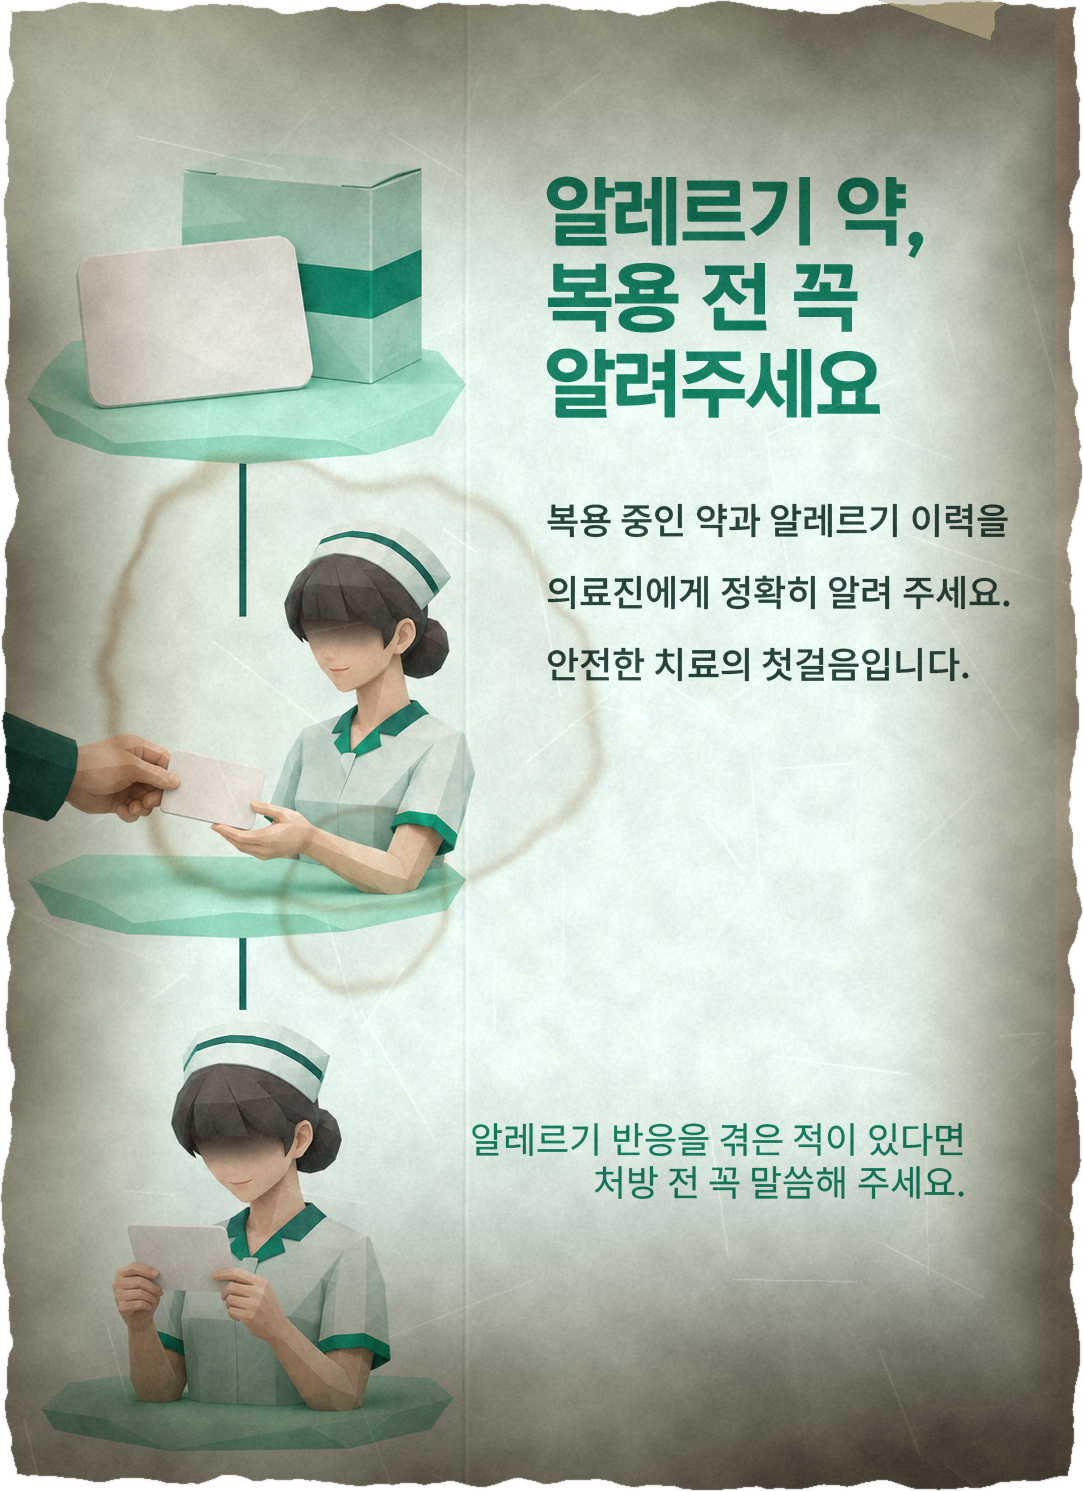 알레르기 약,
복용 전 꼭
알려주세요
복용 중인 약과 알레르기 이력을
의료진에게 정확히 알려 주세요.
안전한 치료의 첫걸음입니다.
알레르기 반응을 겪은 적이 있다면
처방 전 꼭 말씀해 주세요.